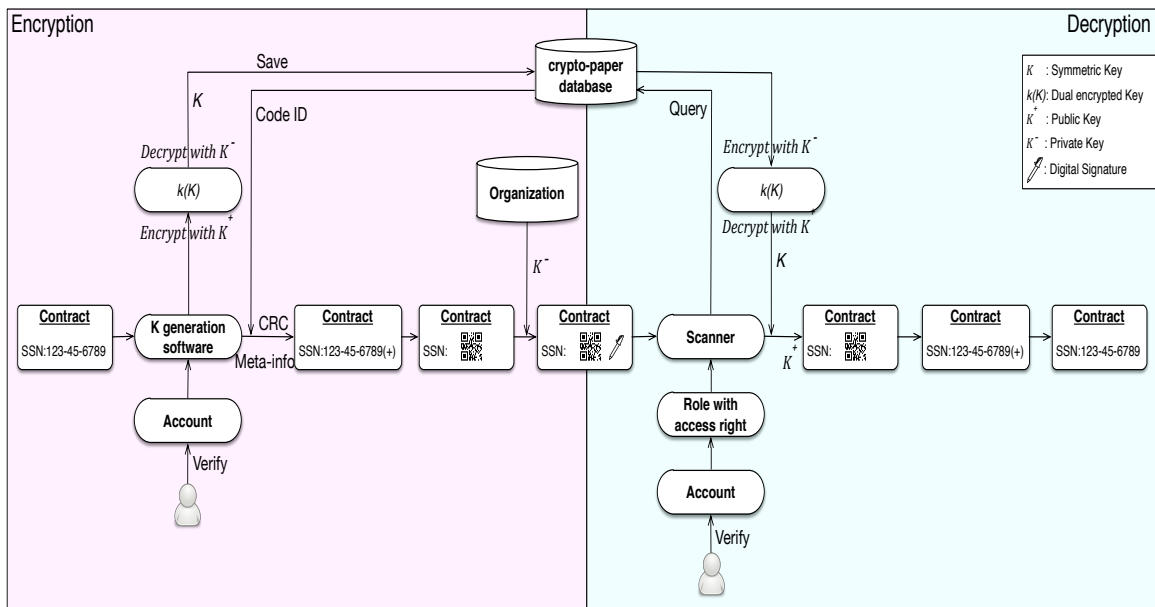 Encryption
Decryption
Save
crypto-paper
database
K
Code ID
Query
Decrypt with K⁻
k(K)
Encrypt with K⁺
Organization
K⁻
Encrypt with K⁻
k(K)
Decrypt with K⁺
K
K : Symmetric Key
k(K): Dual encrypted Key
K⁺ : Public Key
K⁻ : Private Key
: Digital Signature
Contract
SSN:123-45-6789
K generation
software
CRC
Meta-info
Contract
SSN:123-45-6789(+)
Contract
SSN:
Contract
SSN:
Scanner
K⁺
Contract
SSN:
Contract
SSN:123-45-6789(+)
Contract
SSN:123-45-6789
Account
Verify
Role with
access right
Account
Verify